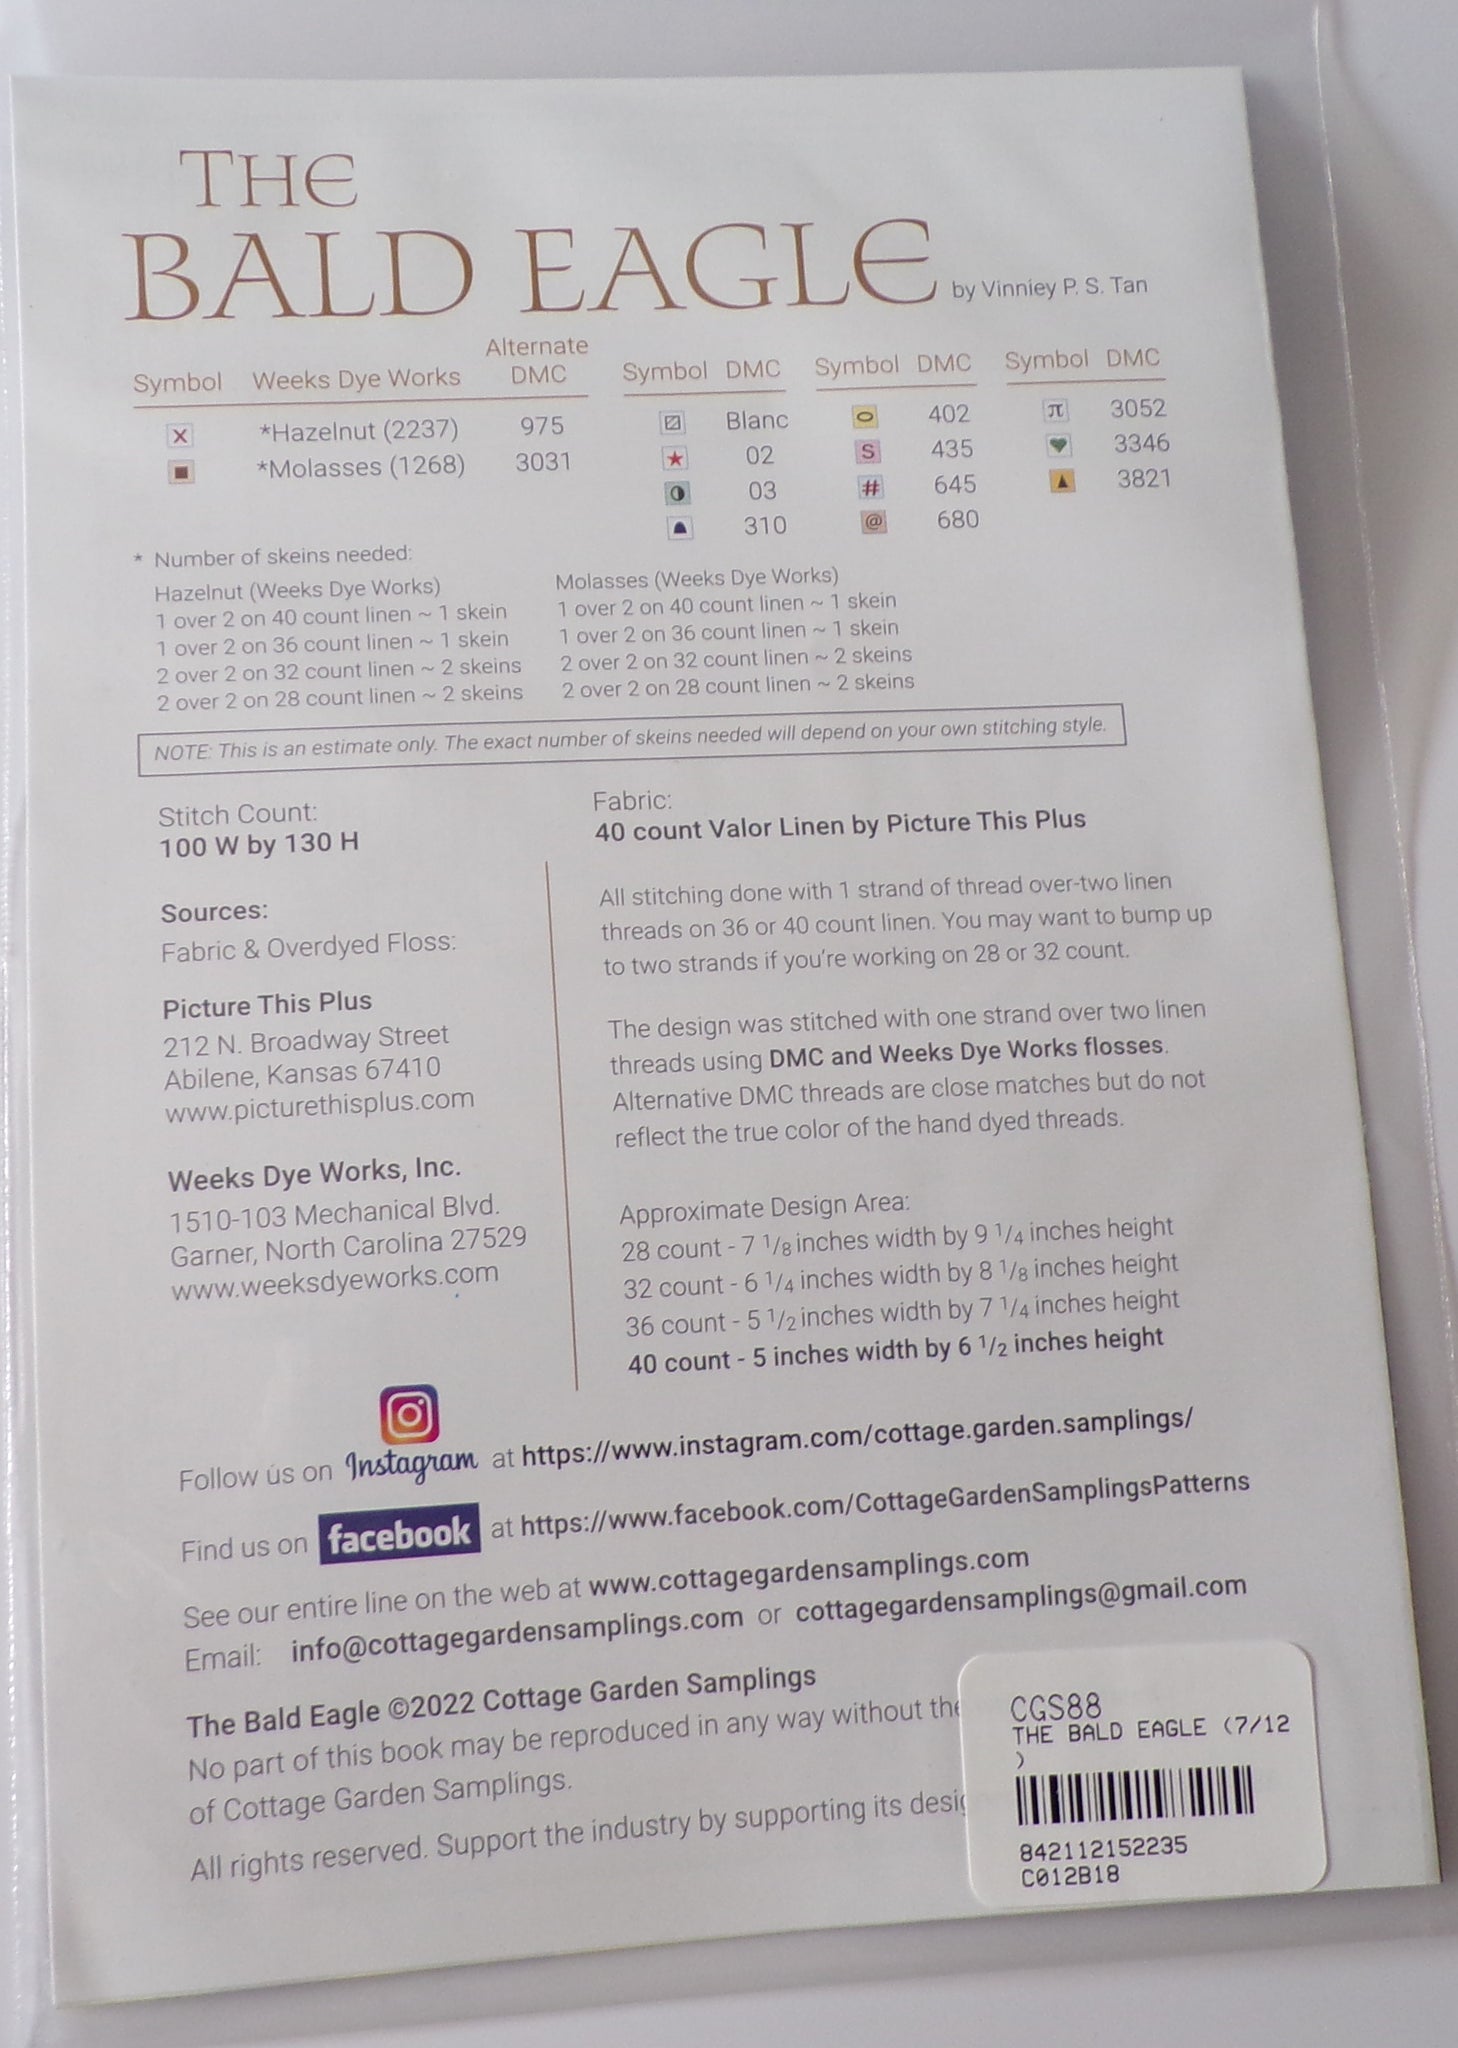 THE
BALD EAGLE by Vinniey P. S. Tan
Symbol Weeks Dye Works Alternate DMC
X *Hazelnut (2237) 975
*Molasses (1268) 3031
Symbol DMC
Blanc
02
03
310
Symbol DMC
402
S 435
# 645
@ 680
Symbol DMC
π 3052
3346
3821
* Number of skeins needed:
Hazelnut (Weeks Dye Works)
1 over 2 on 40 count linen ~ 1 skein
1 over 2 on 36 count linen ~ 1 skein
2 over 2 on 32 count linen ~ 2 skeins
2 over 2 on 28 count linen ~ 2 skeins
Molasses (Weeks Dye Works)
1 over 2 on 40 count linen ~ 1 skein
1 over 2 on 36 count linen ~ 1 skein
2 over 2 on 32 count linen ~ 2 skeins
2 over 2 on 28 count linen ~ 2 skeins
NOTE: This is an estimate only. The exact number of skeins needed will depend on your own stitching style.
Stitch Count:
100 W by 130 H
Sources:
Fabric & Overdyed Floss:
Picture This Plus
212 N. Broadway Street
Abilene, Kansas 67410
www.picturethisplus.com
Weeks Dye Works, Inc.
1510-103 Mechanical Blvd.
Garner, North Carolina 27529
www.weeksdyeworks.com
Fabric:
40 count Valor Linen by Picture This Plus
All stitching done with 1 strand of thread over-two linen
threads on 36 or 40 count linen. You may want to bump up
to two strands if you're working on 28 or 32 count.
The design was stitched with one strand over two linen
threads using DMC and Weeks Dye Works flosses.
Alternative DMC threads are close matches but do not
reflect the true color of the hand dyed threads.
Approximate Design Area:
28 count - 7 1/8 inches width by 9 1/4 inches height
32 count - 6 1/4 inches width by 8 1/8 inches height
36 count - 5 1/2 inches width by 7 1/4 inches height
40 count - 5 inches width by 6 1/2 inches height
Follow us on Instagram at https://www.instagram.com/cottage.garden.samplings/
Find us on facebook at https://www.facebook.com/CottageGardenSamplingsPatterns
See our entire line on the web at www.cottagegardensamplings.com
Email: info@cottagegardensamplings.com or cottagegardensamplings@gmail.com
The Bald Eagle ©2022 Cottage Garden Samplings
No part of this book may be reproduced in any way without the
of Cottage Garden Samplings.
All rights reserved. Support the industry by supporting its
CGS88
THE BALD EAGLE (7/12
)
842112152235
C012B18